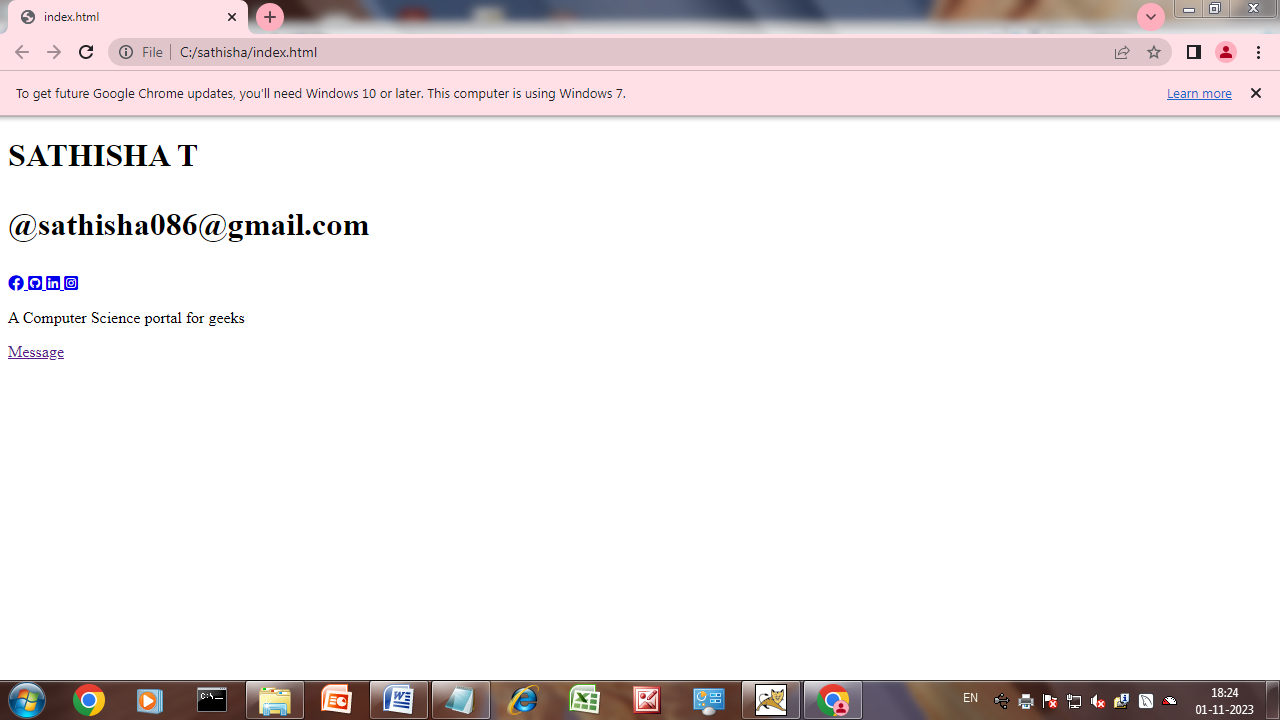 index.html
File
C:/sathisha/index.html
To get future Google Chrome updates, you'll need Windows 10 or later. This computer is using Windows 7.
Learn more
SATHISHA T
@sathisha086@gmail.com
A Computer Science portal for geeks
Message
C:\.
EN
18:24
01-11-2023